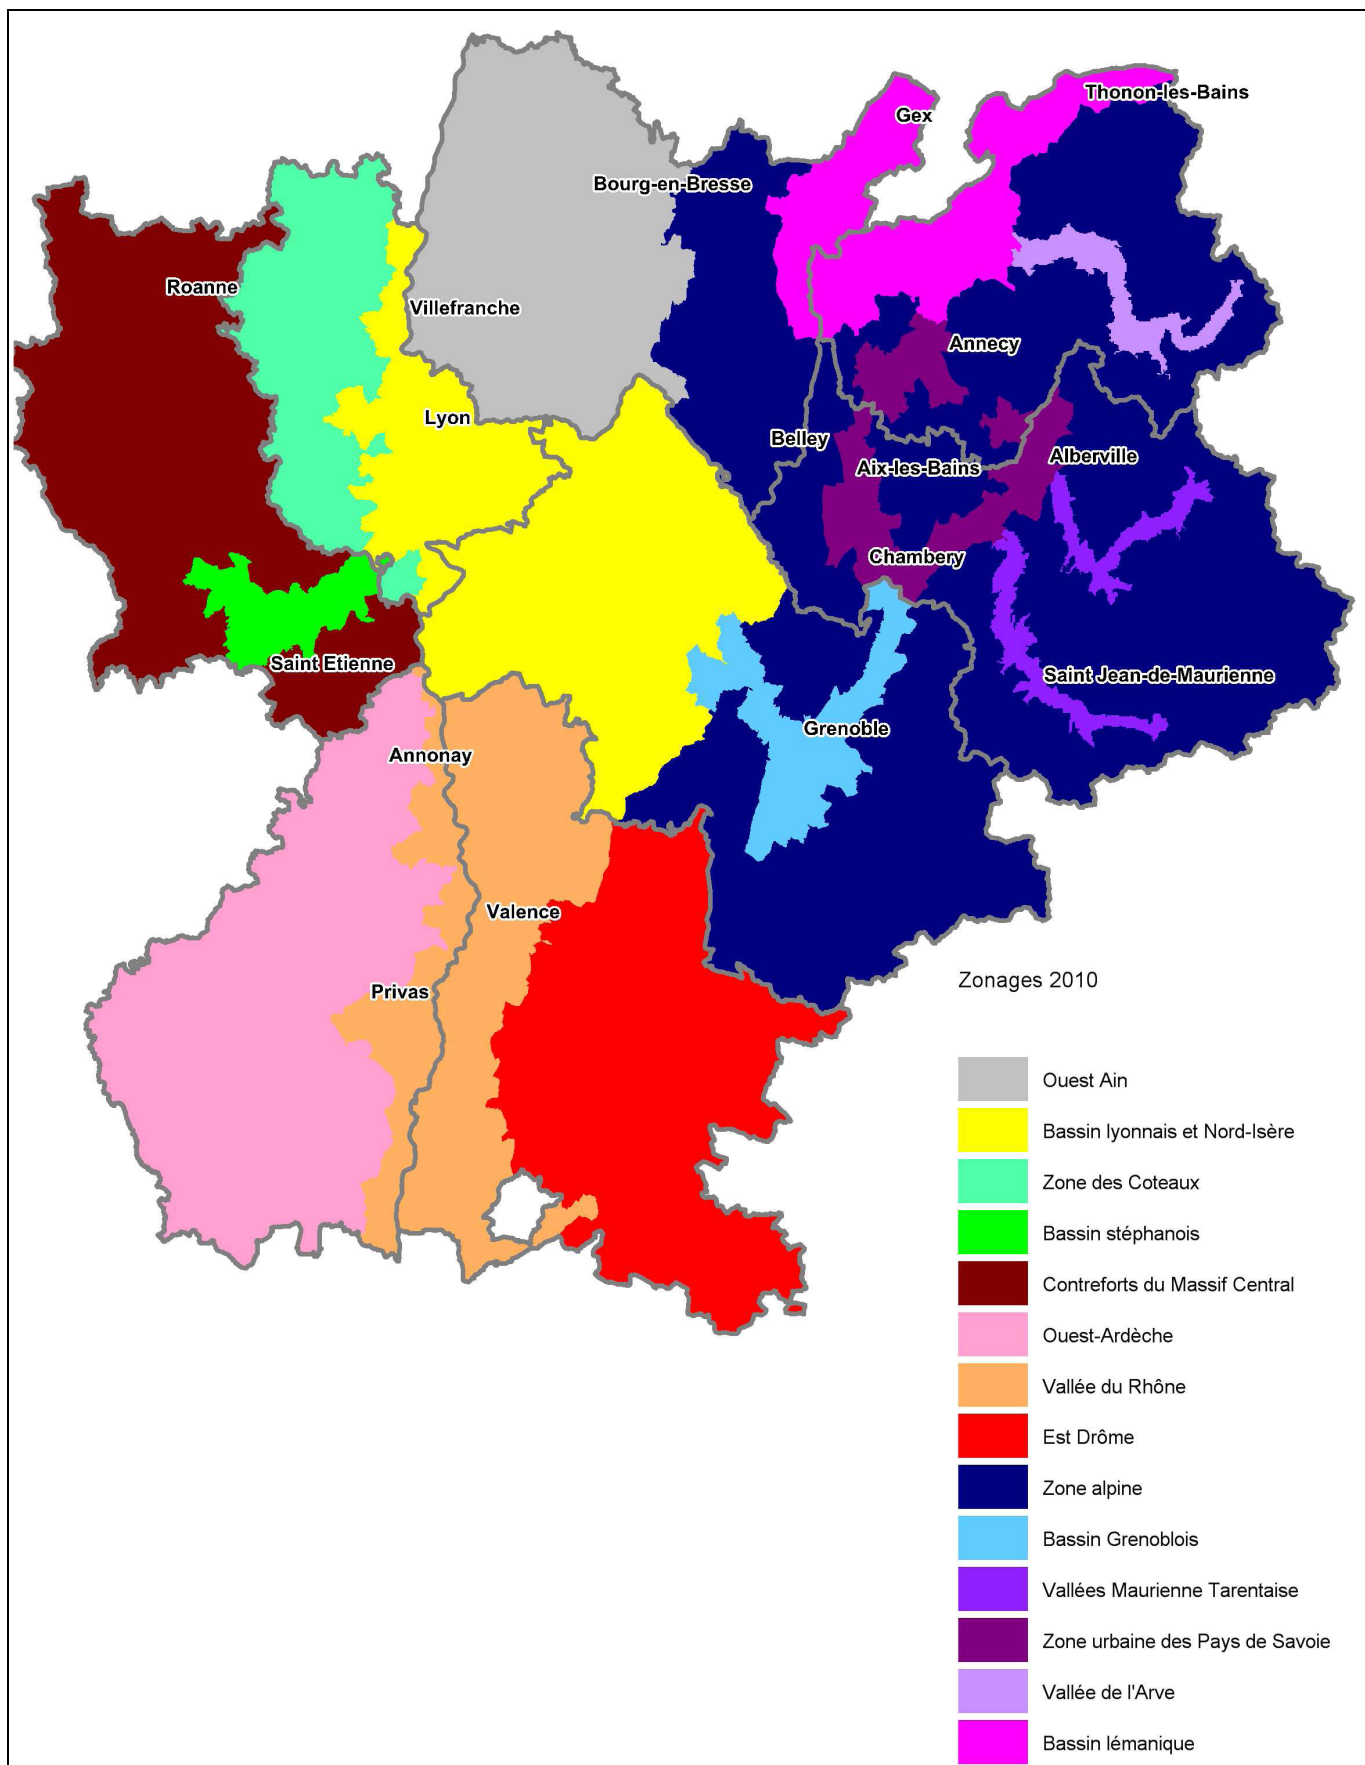 Thonon-les-Bains
Gex
Bourg-en-Bresse
Roanne
Villefranche
Annecy
Lyon
Belley
Alberville
Aix-les-Bains
Chambery
Saint Etienne
Saint Jean-de-Maurienne
Grenoble
Annonay
Valence
Privas
Zonages 2010
Ouest Ain
Bassin lyonnais et Nord-Isère
Zone des Coteaux
Bassin stéphanois
Contreforts du Massif Central
Ouest-Ardèche
Vallée du Rhône
Est Drôme
Zone alpine
Bassin Grenoblois
Vallées Maurienne Tarentaise
Zone urbaine des Pays de Savoie
Vallée de l'Arve
Bassin lémanique